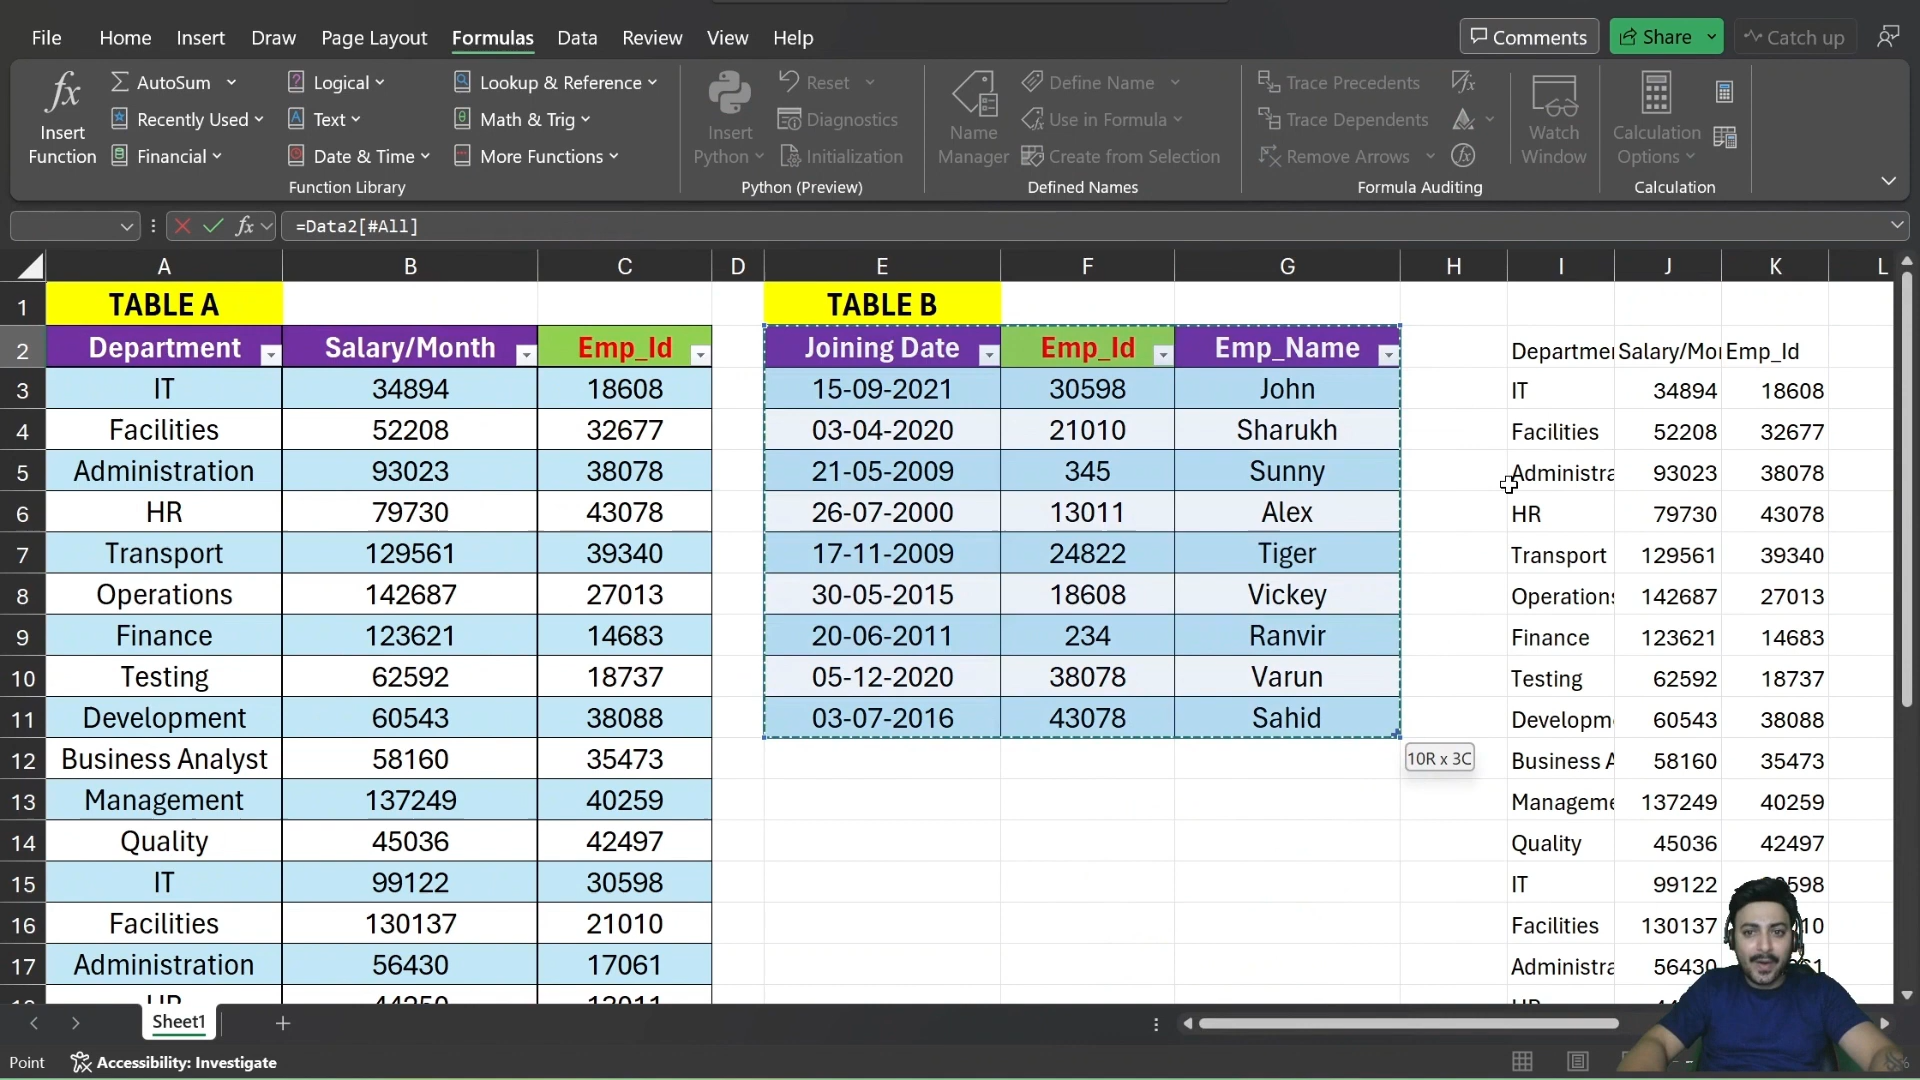 File Home Insert Draw Page Layout Formulas Data Review View Help Comments Share Catch up
AutoSum Logical Lookup & Reference Reset Define Name Trace Precedents
Insert Function Recently Used Text Math & Trig Insert Python Diagnostics Name Manager Use in Formula Trace Dependents Watch Window Calculation Options
Financial Date & Time More Functions Initialization Create from Selection Remove Arrows
Function Library Python (Preview) Defined Names Formula Auditing Calculation
fx =Data2[#All]
A B C D E F G H I J K L
1 TABLE A TABLE B
2 Department Salary/Month Emp_Id Joining Date Emp_Id Emp_Name Departmen Salary/Mon Emp_Id
3 IT 34894 18608 15-09-2021 30598 John IT 34894 18608
4 Facilities 52208 32677 03-04-2020 21010 Sharukh Facilities 52208 32677
5 Administration 93023 38078 21-05-2009 345 Sunny Administra 93023 38078
6 HR 79730 43078 26-07-2000 13011 Alex HR 79730 43078
7 Transport 129561 39340 17-11-2009 24822 Tiger Transport 129561 39340
8 Operations 142687 27013 30-05-2015 18608 Vickey Operations 142687 27013
9 Finance 123621 14683 20-06-2011 234 Ranvir Finance 123621 14683
10 Testing 62592 18737 05-12-2020 38078 Varun Testing 62592 18737
11 Development 60543 38088 03-07-2016 43078 Sahid Developm 60543 38088
12 Business Analyst 58160 35473 10R x 3C Business A 58160 35473
13 Management 137249 40259 Manageme 137249 40259
14 Quality 45036 42497 Quality 45036 42497
15 IT 99122 30598 IT 99122 598
16 Facilities 130137 21010 Facilities 130137 10
17 Administration 56430 17061 Administra 56430
Sheet1
Point Accessibility: Investigate